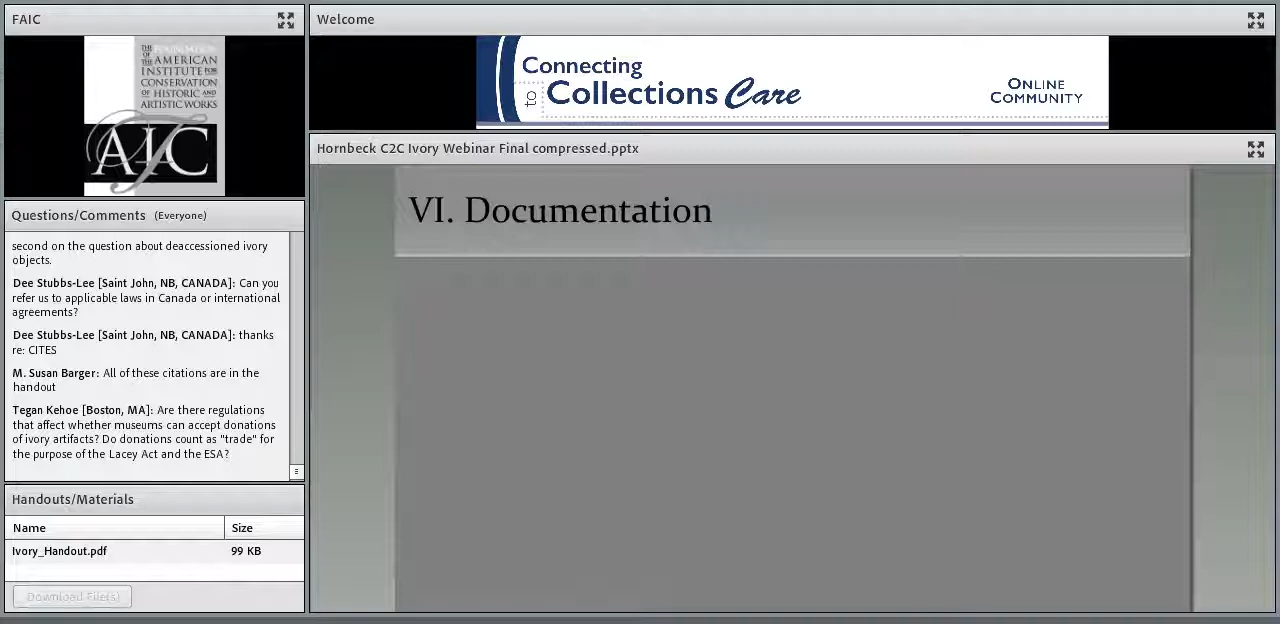 FAIC
THE FOUNDATION
OF THE AMERICAN
INSTITUTE FOR
CONSERVATION
OF HISTORIC AND
ARTISTIC WORKS
AIC
Questions/Comments (Everyone)
second on the question about deaccessioned ivory
objects.
Dee Stubbs-Lee [Saint John, NB, CANADA]: Can you
refer us to applicable laws in Canada or international
agreements?
Dee Stubbs-Lee [Saint John, NB, CANADA]: thanks
re: CITES
M. Susan Barger: All of these citations are in the
handout
Tegan Kehoe [Boston, MA]: Are there regulations
that affect whether museums can accept donations
of ivory artifacts? Do donations count as "trade" for
the purpose of the Lacey Act and the ESA?
Handouts/Materials
Name Size
Ivory_Handout.pdf 99 KB
Download File(s)
Welcome
Connecting
to Collections Care
ONLINE
COMMUNITY
Hornbeck C2C Ivory Webinar Final compressed.pptx
VI. Documentation